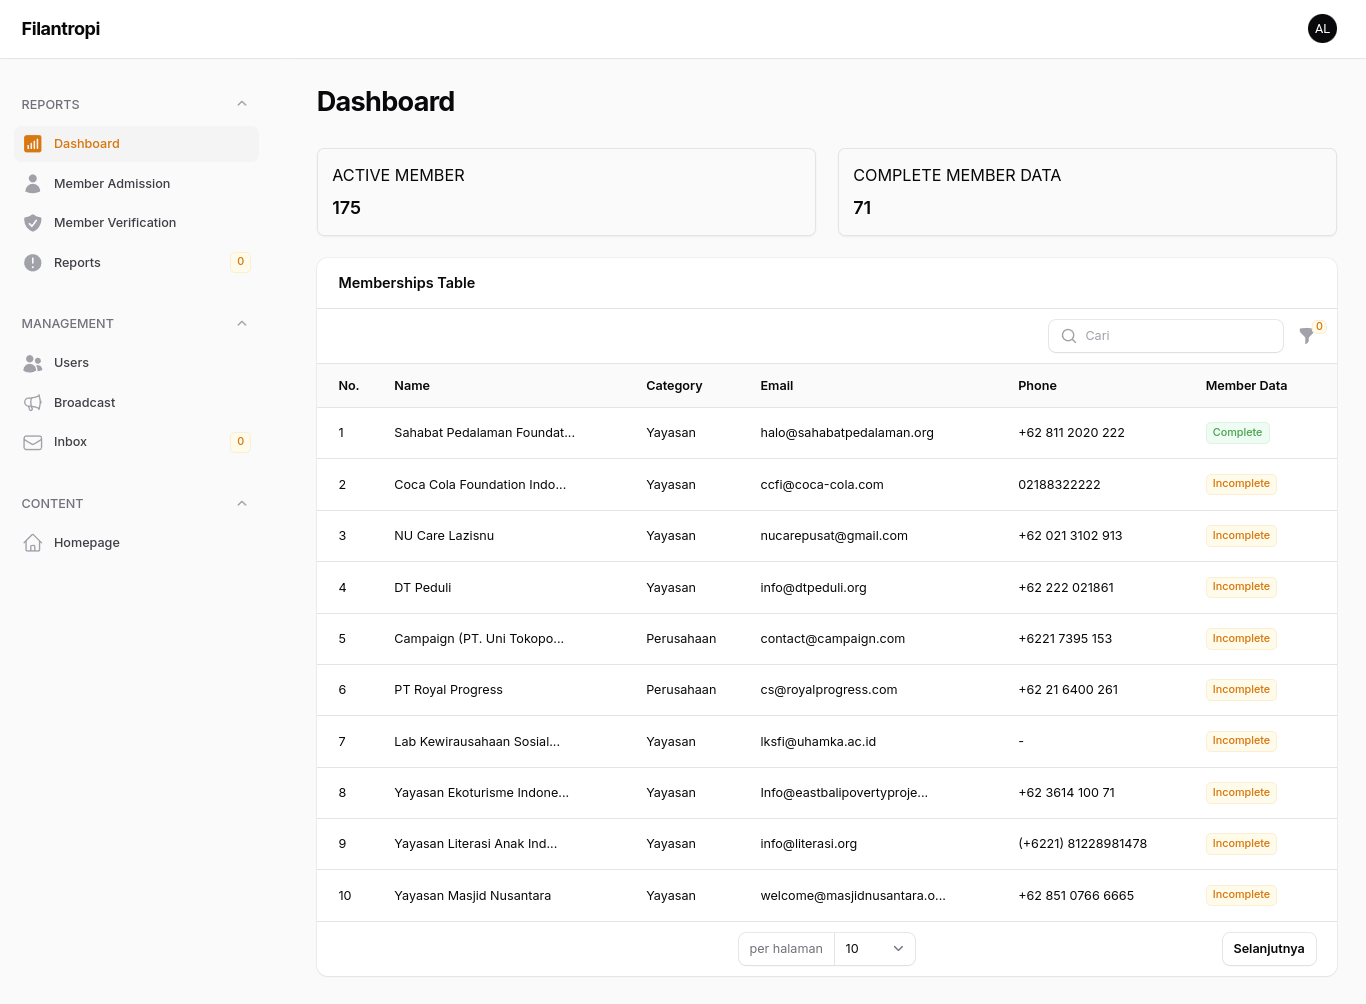 Filantropi
AL
REPORTS
Dashboard
Member Admission
Member Verification
Reports 0
MANAGEMENT
Users
Broadcast
Inbox 0
CONTENT
Homepage
Dashboard
ACTIVE MEMBER
175
COMPLETE MEMBER DATA
71
Memberships Table
Cari
0
No. Name Category Email Phone Member Data
1 Sahabat Pedalaman Foundat... Yayasan halo@sahabatpedalaman.org +62 811 2020 222 Complete
2 Coca Cola Foundation Indo... Yayasan ccfi@coca-cola.com 02188322222 Incomplete
3 NU Care Lazisnu Yayasan nucarepusat@gmail.com +62 021 3102 913 Incomplete
4 DT Peduli Yayasan info@dtpeduli.org +62 222 021861 Incomplete
5 Campaign (PT. Uni Tokopo... Perusahaan contact@campaign.com +6221 7395 153 Incomplete
6 PT Royal Progress Perusahaan cs@royalprogress.com +62 21 6400 261 Incomplete
7 Lab Kewirausahaan Sosial... Yayasan lksfi@uhamka.ac.id - Incomplete
8 Yayasan Ekoturisme Indone... Yayasan Info@eastbalipovertyproje... +62 3614 100 71 Incomplete
9 Yayasan Literasi Anak Ind... Yayasan info@literasi.org (+6221) 81228981478 Incomplete
10 Yayasan Masjid Nusantara Yayasan welcome@masjidnusantara.o... +62 851 0766 6665 Incomplete
per halaman 10
Selanjutnya